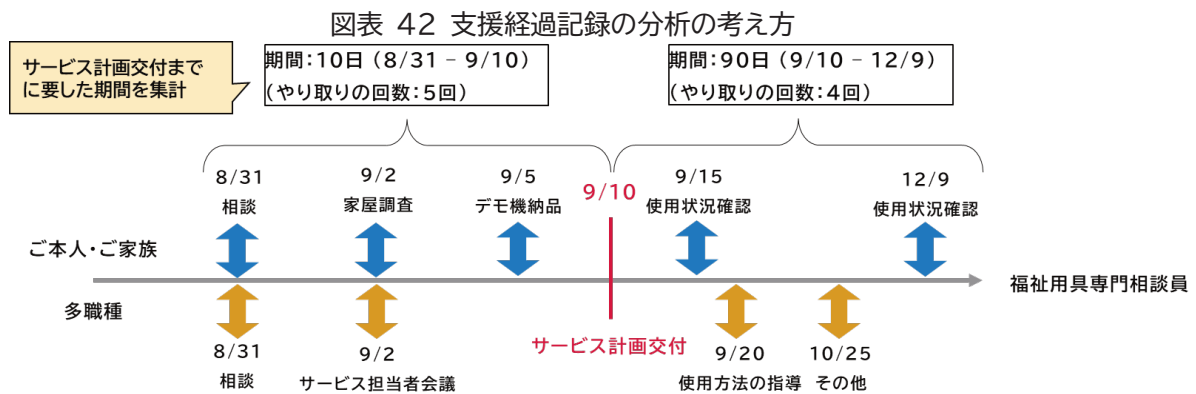 図表 42 支援経過記録の分析の考え方
サービス計画交付まで
に要した期間を集計
期間:10日(8/31 – 9/10)
(やり取りの回数:5回)
期間:90日(9/10 – 12/9)
(やり取りの回数:4回)
8/31
相談
9/2
家屋調査
9/5
デモ機納品
9/10
9/15
使用状況確認
12/9
使用状況確認
ご本人・ご家族
福祉用具専門相談員
多職種
8/31
相談
9/2
サービス担当者会議
サービス計画交付
9/20
使用方法の指導
10/25
その他